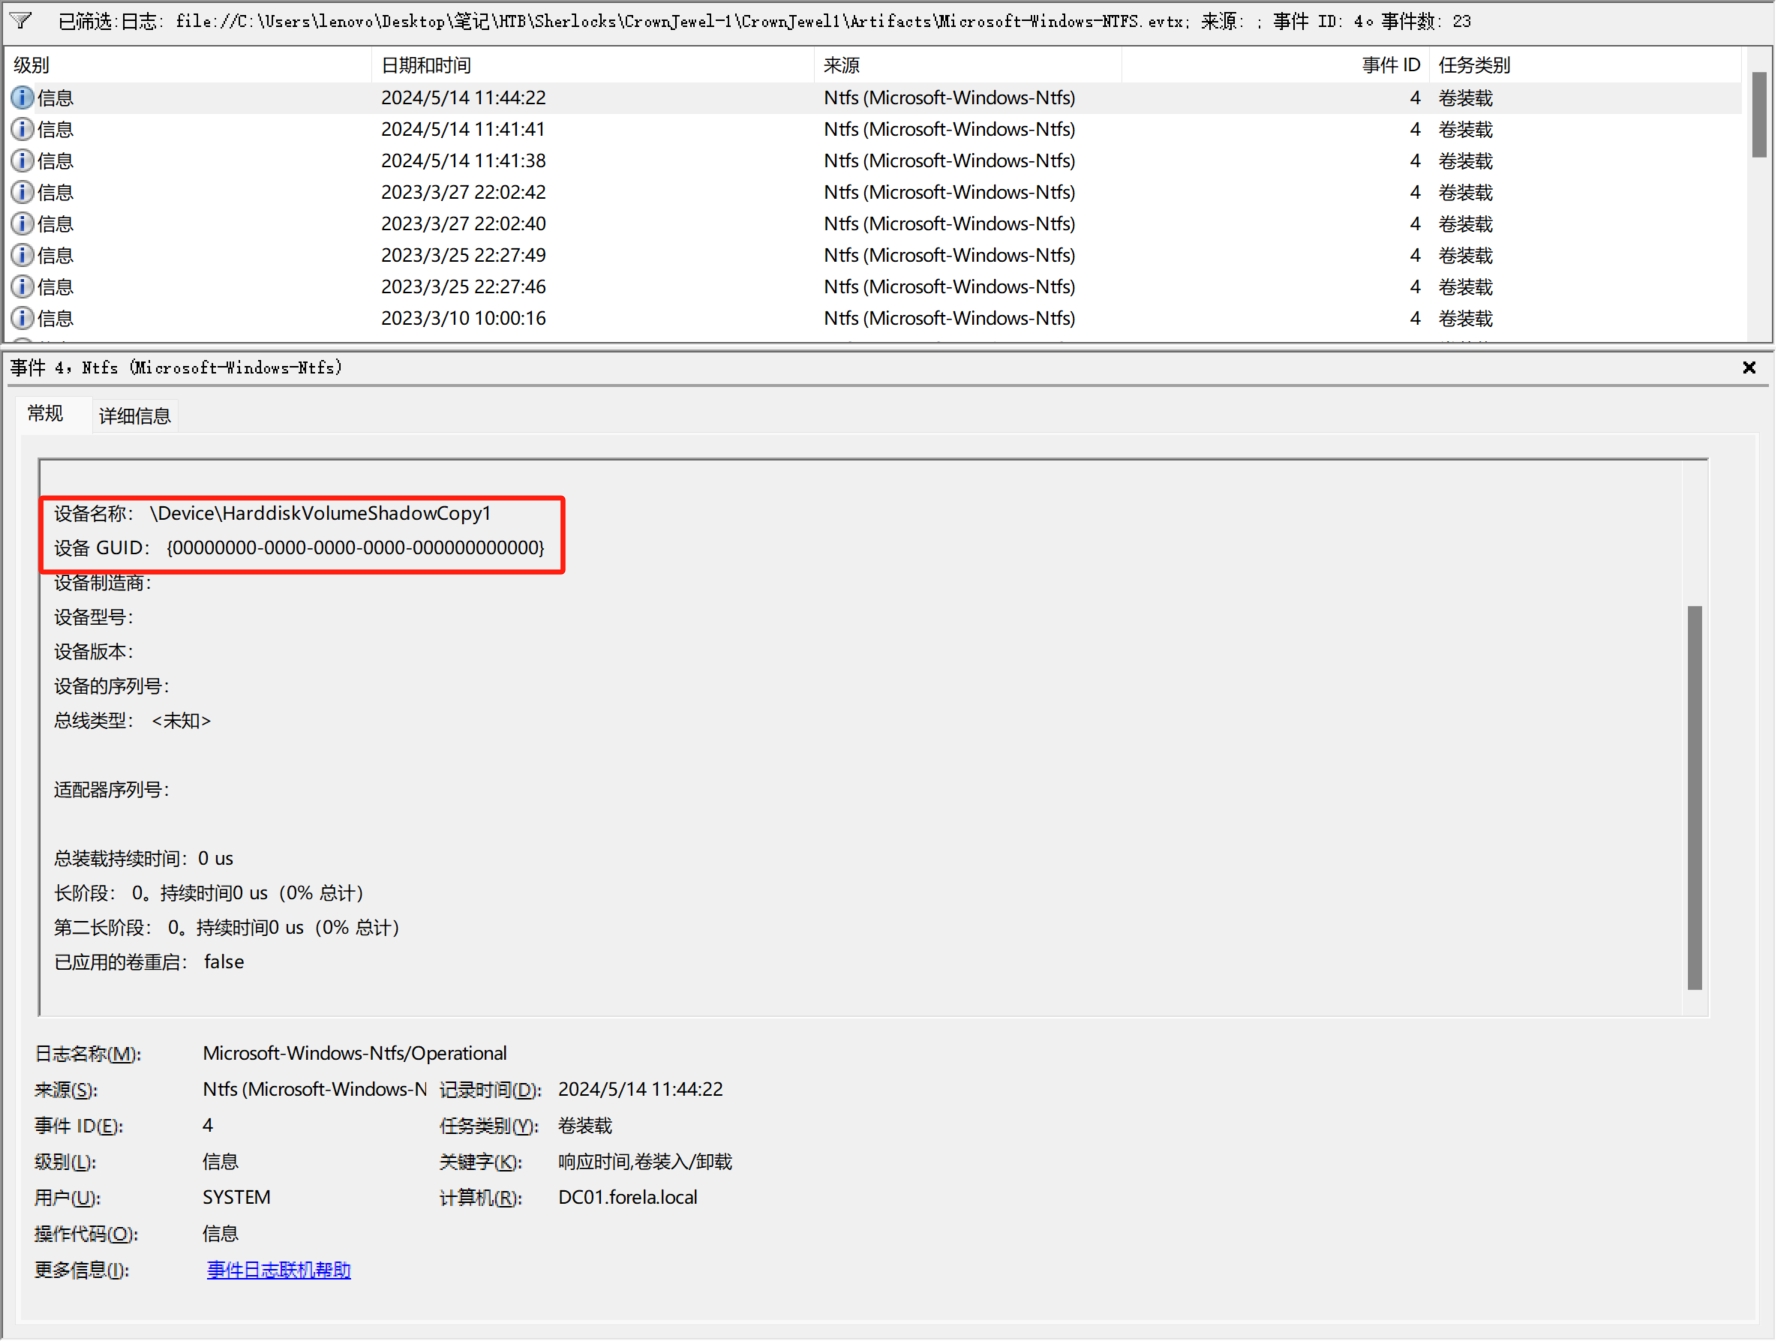 已筛选:日志: file://C:\Users\lenovo\Desktop\笔记\HTB\Sherlocks\CrownJewel-1\CrownJewel1\Artifacts\Microsoft-Windows-NTFS.evtx; 来源: ; 事件 ID: 4。事件数: 23
级别 日期和时间 来源 事件 ID 任务类别
信息 2024/5/14 11:44:22 Ntfs (Microsoft-Windows-Ntfs) 4 卷装载
信息 2024/5/14 11:41:41 Ntfs (Microsoft-Windows-Ntfs) 4 卷装载
信息 2024/5/14 11:41:38 Ntfs (Microsoft-Windows-Ntfs) 4 卷装载
信息 2023/3/27 22:02:42 Ntfs (Microsoft-Windows-Ntfs) 4 卷装载
信息 2023/3/27 22:02:40 Ntfs (Microsoft-Windows-Ntfs) 4 卷装载
信息 2023/3/25 22:27:49 Ntfs (Microsoft-Windows-Ntfs) 4 卷装载
信息 2023/3/25 22:27:46 Ntfs (Microsoft-Windows-Ntfs) 4 卷装载
信息 2023/3/10 10:00:16 Ntfs (Microsoft-Windows-Ntfs) 4 卷装载
事件 4，Ntfs (Microsoft-Windows-Ntfs)
常规 详细信息
设备名称： \Device\HarddiskVolumeShadowCopy1
设备 GUID： {00000000-0000-0000-0000-000000000000}
设备制造商：
设备型号：
设备版本：
设备的序列号：
总线类型： <未知>
适配器序列号：
总装载持续时间：0 us
长阶段： 0。持续时间0 us（0% 总计）
第二长阶段： 0。持续时间0 us（0% 总计）
已应用的卷重启： false
日志名称(M): Microsoft-Windows-Ntfs/Operational
来源(S): Ntfs (Microsoft-Windows-N 记录时间(D): 2024/5/14 11:44:22
事件 ID(E): 4 任务类别(Y): 卷装载
级别(L): 信息 关键字(K): 响应时间,卷装入/卸载
用户(U): SYSTEM 计算机(R): DC01.forela.local
操作代码(O): 信息
更多信息(I): 事件日志联机帮助